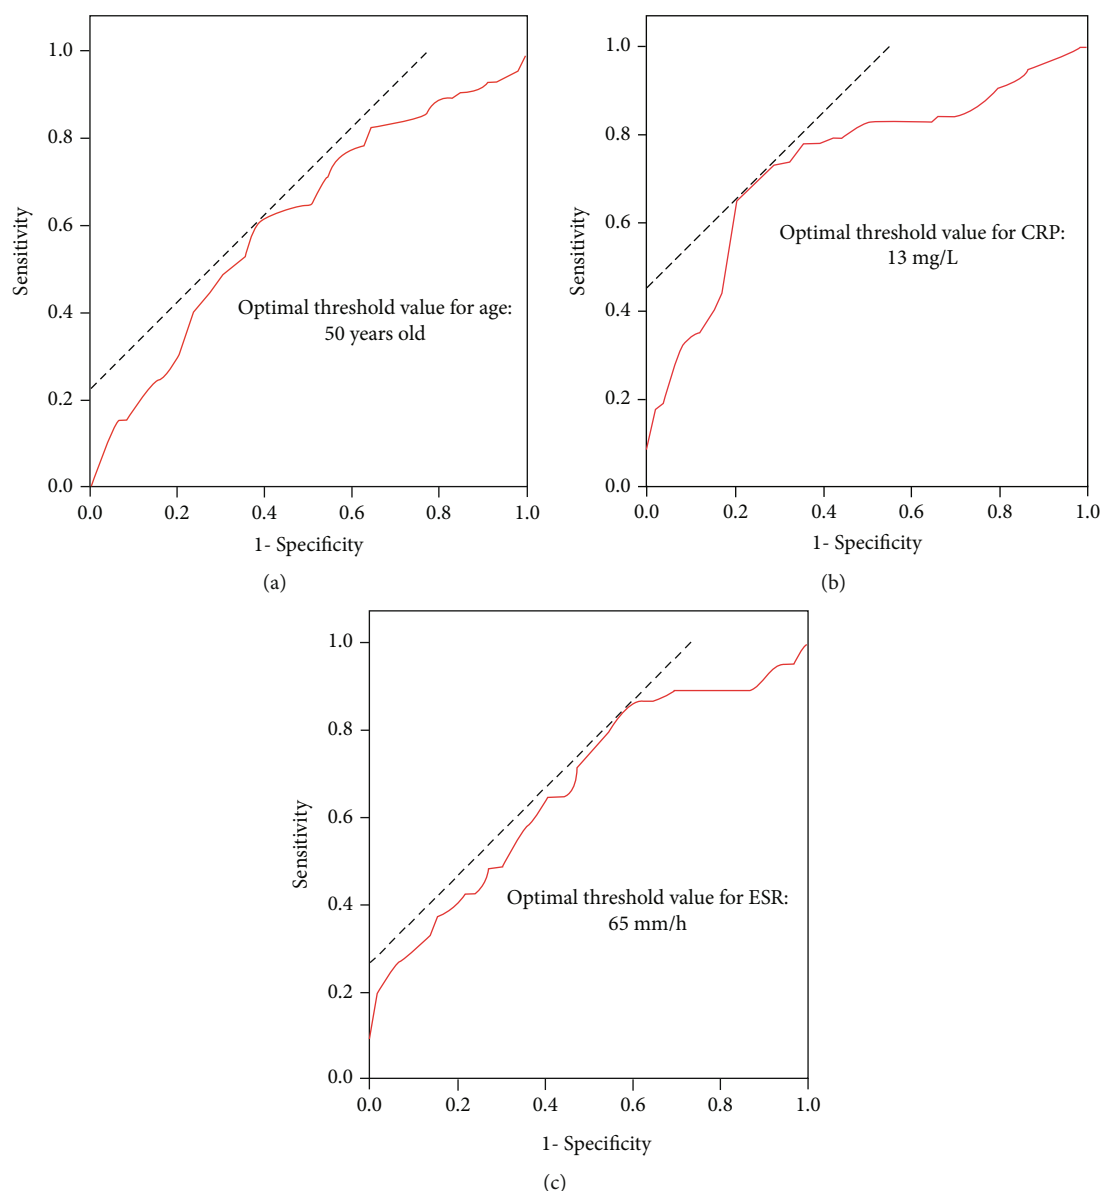 1.0
0.8
0.6
0.4
0.2
0.0
Sensitivity
Optimal threshold value for age:
50 years old
0.0 0.2 0.4 0.6 0.8 1.0
1- Specificity
(a)
1.0
0.8
0.6
0.4
0.2
0.0
Sensitivity
Optimal threshold value for CRP:
13 mg/L
0.0 0.2 0.4 0.6 0.8 1.0
1- Specificity
(b)
1.0
0.8
0.6
0.4
0.2
0.0
Sensitivity
Optimal threshold value for ESR:
65 mm/h
0.0 0.2 0.4 0.6 0.8 1.0
1- Specificity
(c)